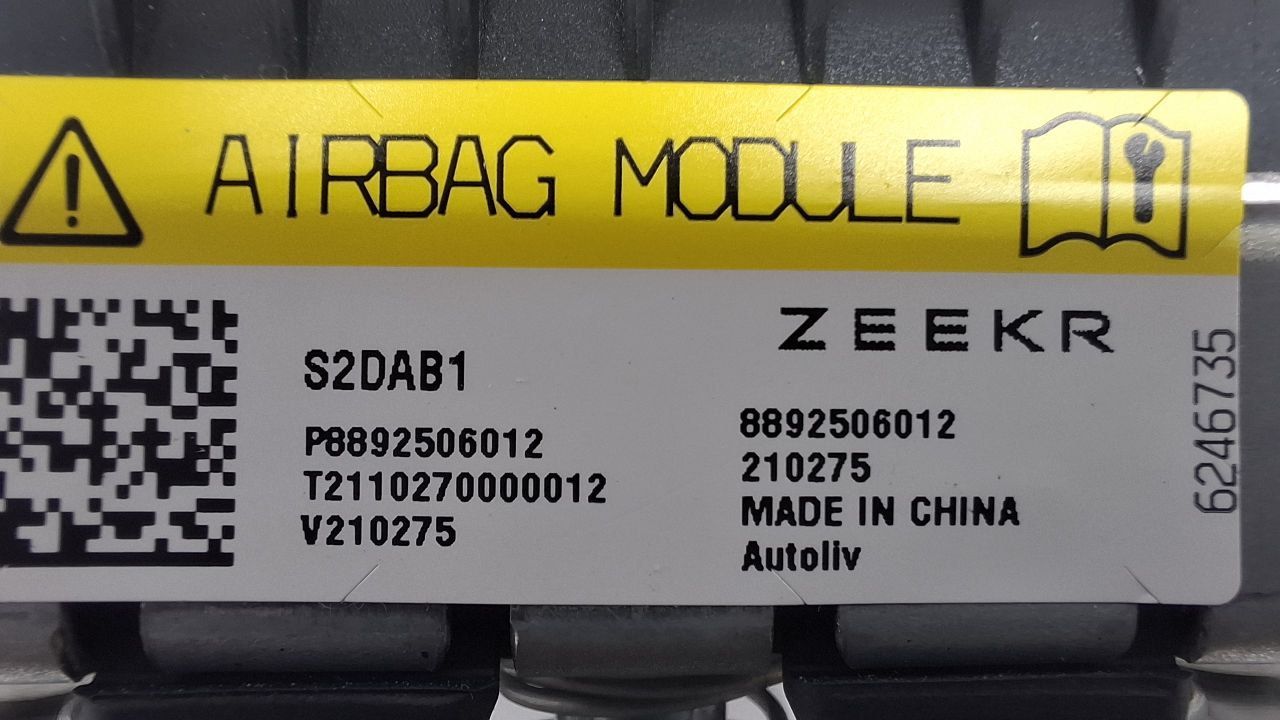 AIRBAG MODULE
ZEEKR
S2DAB1
P8892506012
T2110270000012
V210275
8892506012
210275
MADE IN CHINA
Autoliv
6246735